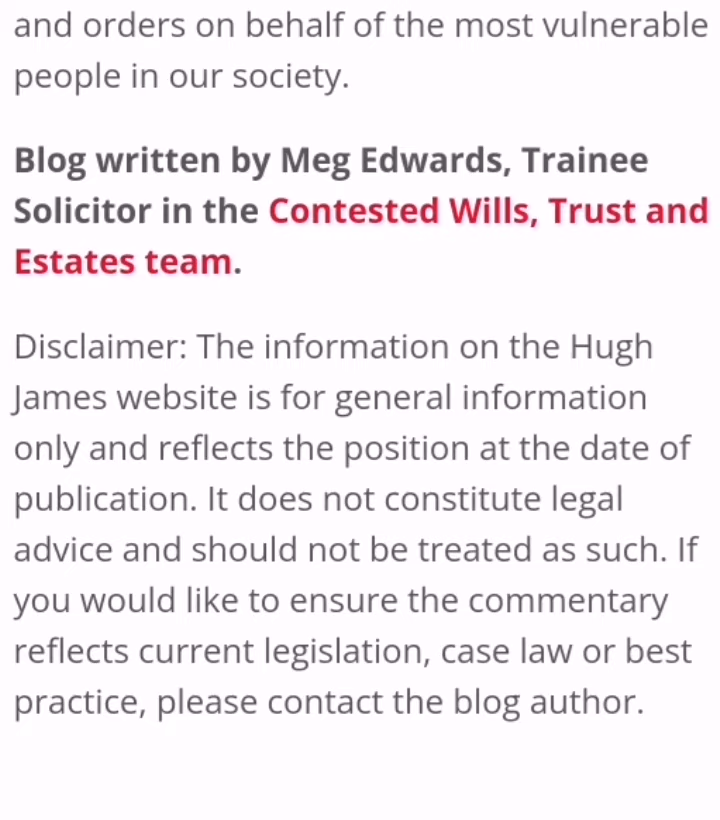 and orders on behalf of the most vulnerable
people in our society.
Blog written by Meg Edwards, Trainee
Solicitor in the Contested Wills, Trust and
Estates team.
Disclaimer: The information on the Hugh
James website is for general information
only and reflects the position at the date of
publication. It does not constitute legal
advice and should not be treated as such. If
you would like to ensure the commentary
reflects current legislation, case law or best
practice, please contact the blog author.